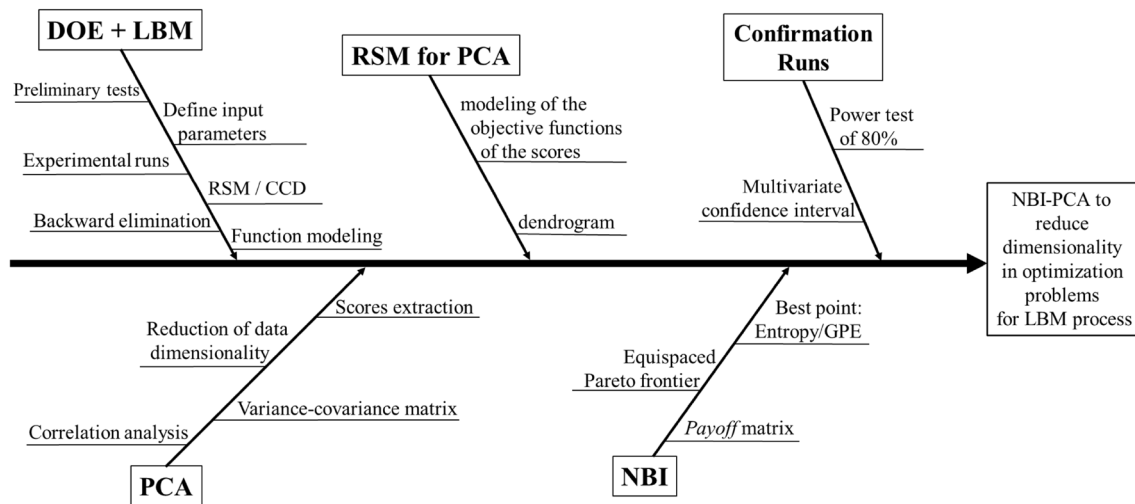 DOE + LBM
Preliminary tests
Define input
parameters
Experimental runs
RSM / CCD
Backward elimination
Function modeling
RSM for PCA
modeling of the
objective functions
of the scores
dendrogram
Confirmation
Runs
Power test
of 80%
Multivariate
confidence interval
NBI-PCA to
reduce
dimensionality
in optimization
problems
for LBM process
Scores extraction
Reduction of data
dimensionality
Variance-covariance matrix
Correlation analysis
PCA
Best point:
Entropy/GPE
Equispaced
Pareto frontier
Payoff matrix
NBI